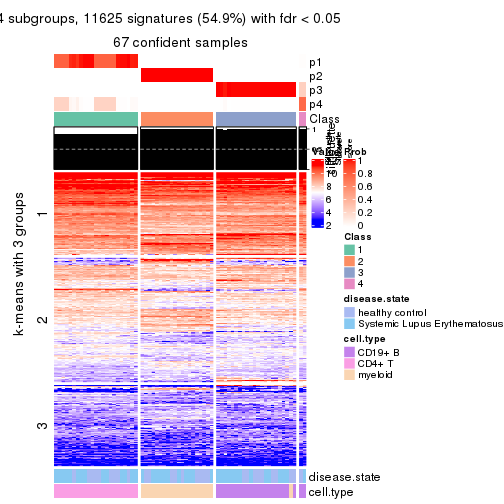 4 subgroups, 11625 signatures (54.9%) with fdr < 0.05
67 confident samples
p1
p2
p3
p4
Class
1
k-means with 3 groups
1
2
3
10
8
6
4
2
Prob
1
0.8
0.6
0.4
0.2
0
Class
1
2
3
4
disease.state
healthy control
Systemic Lupus Erythematosus
cell.type
CD19+ B
CD4+ T
myeloid
disease.state
cell.type